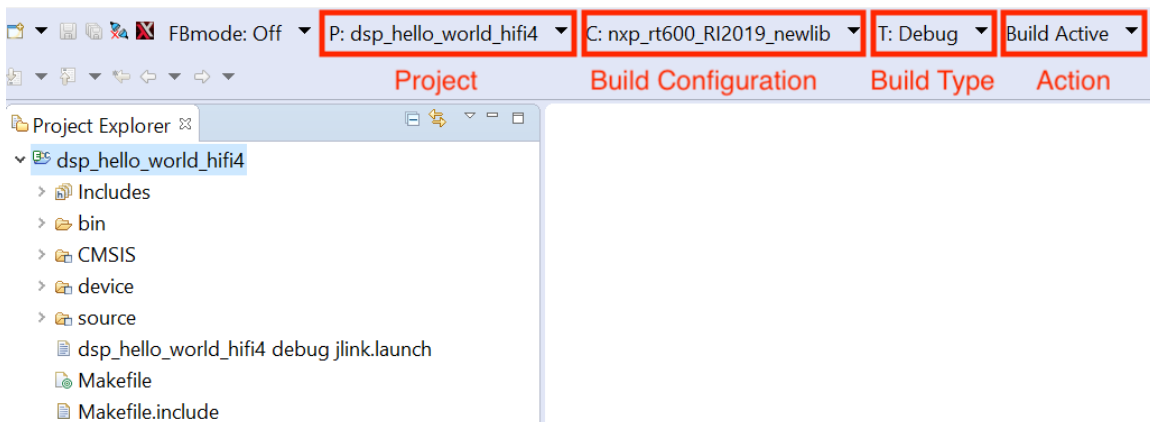 FBmode: Off P: dsp_hello_world_hifi4 C: nxp_rt600_RI2019_newlib T: Debug Build Active
Project Build Configuration Build Type Action
Project Explorer
dsp_hello_world_hifi4
Includes
bin
CMSIS
device
source
dsp_hello_world_hifi4 debug jlink.launch
Makefile
Makefile.include